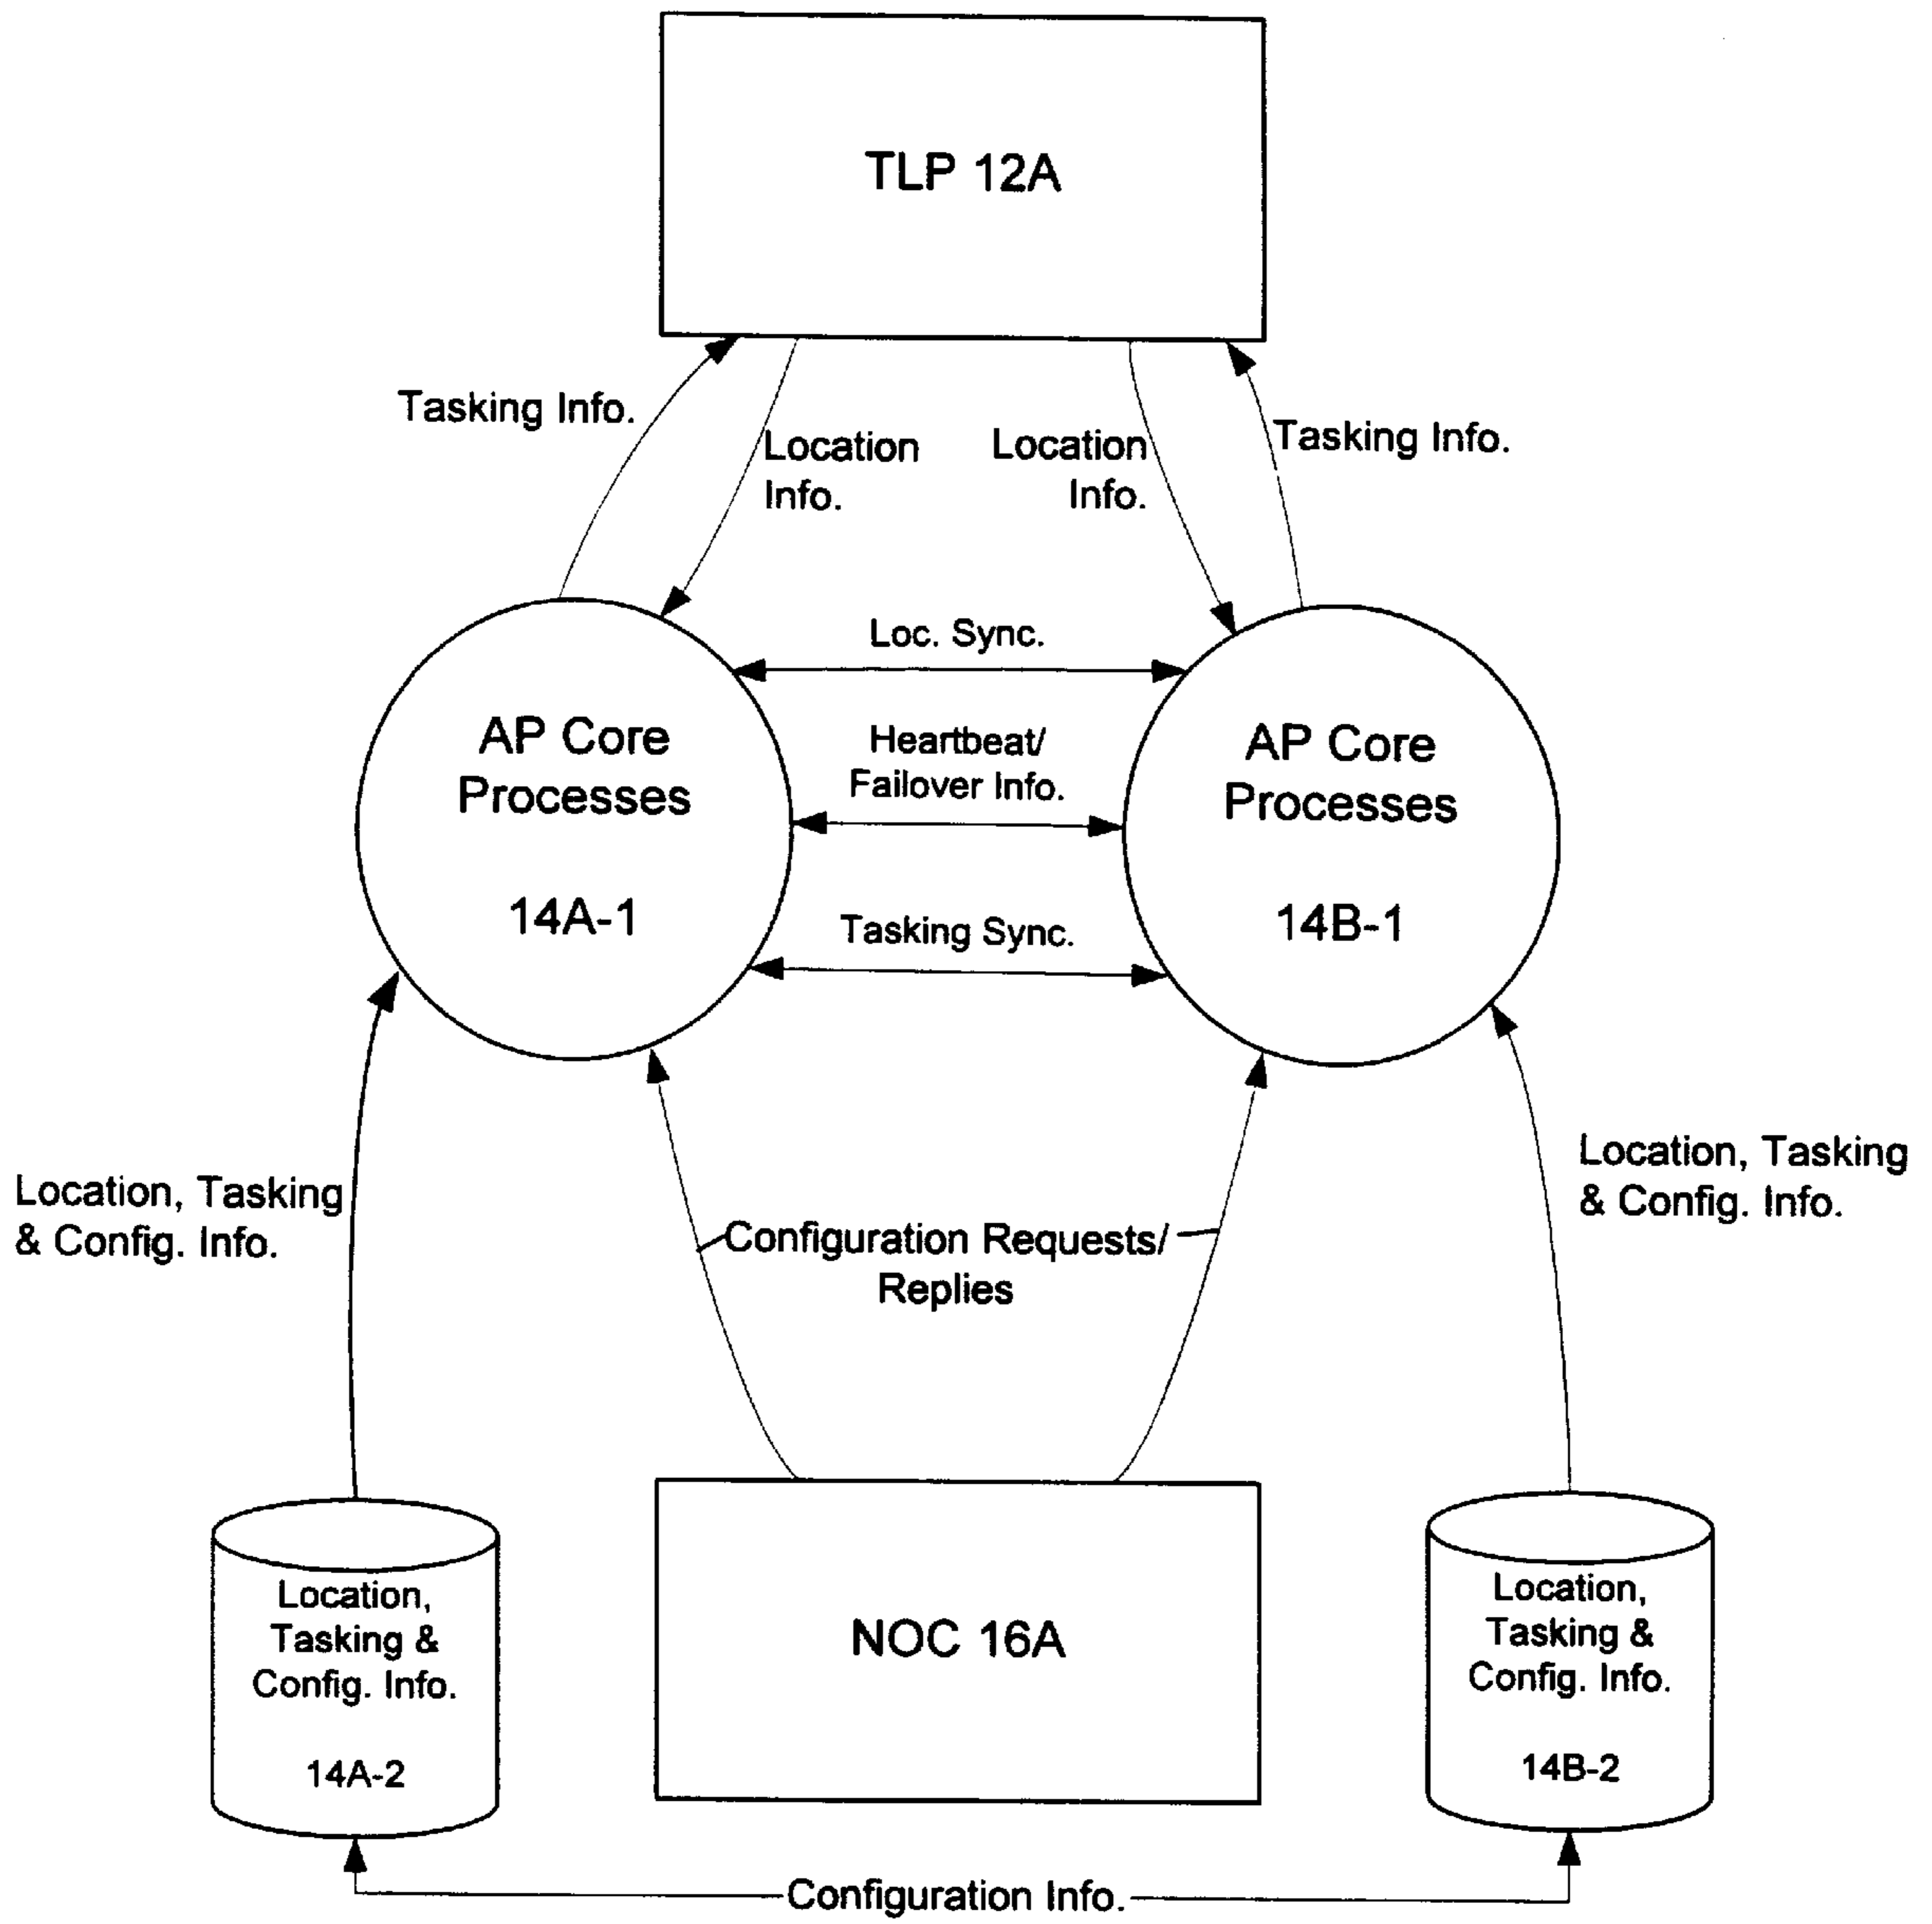 TLP 12A
Tasking Info.
Location
Info.
Location
Info.
Tasking Info.
Loc. Sync.
AP Core
Processes
14A-1
Heartbeat/
Failover Info.
AP Core
Processes
14B-1
Tasking Sync.
Location, Tasking
& Config. Info.
Configuration Requests/
Replies
Location, Tasking
& Config. Info.
Location,
Tasking &
Config. Info.
14A-2
NOC 16A
Location,
Tasking &
Config. Info.
14B-2
Configuration Info.